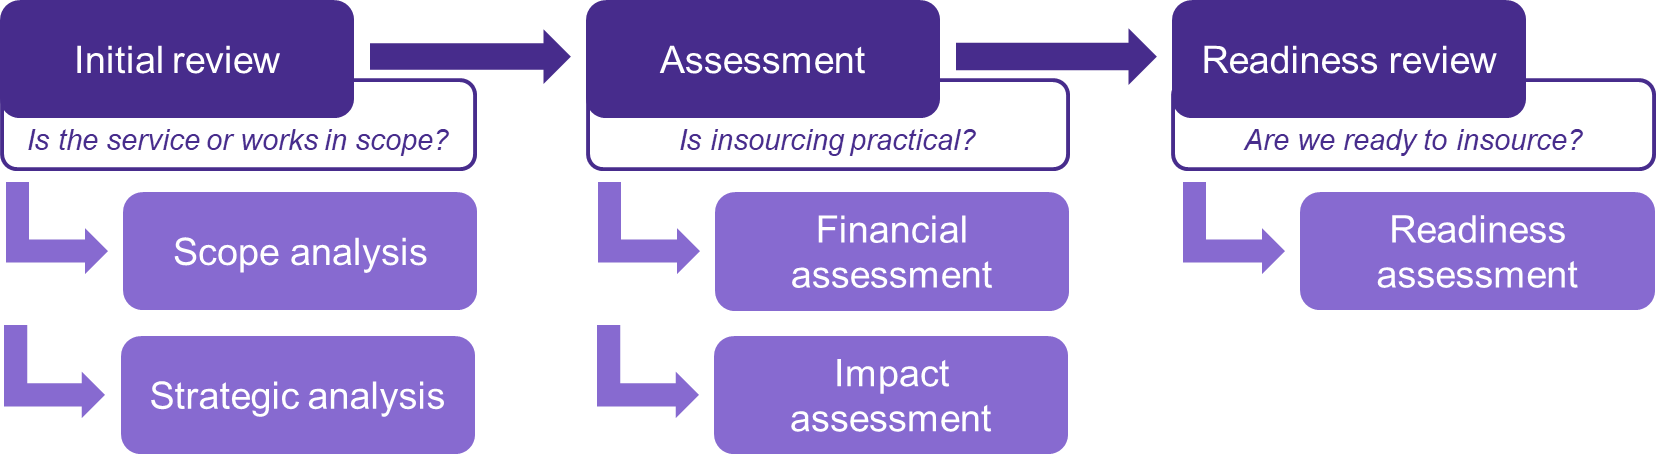 Initial review
Is the service or works in scope?
Scope analysis
Strategic analysis
Assessment
Is insourcing practical?
Financial
assessment
Impact
assessment
Readiness review
Are we ready to insource?
Readiness
assessment